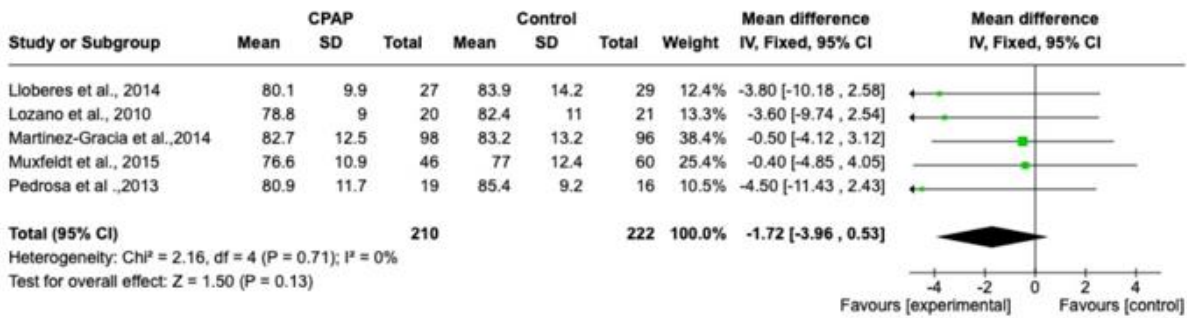 CPAP Control Mean difference Mean difference
Study or Subgroup Mean SD Total Mean SD Total Weight IV, Fixed, 95% CI IV, Fixed, 95% CI
Lloberes et al., 2014 80.1 9.9 27 83.9 14.2 29 12.4% -3.80 [-10.18 , 2.58]
Lozano et al., 2010 78.8 9 20 82.4 11 21 13.3% -3.60 [-9.74 , 2.54]
Martínez-Gracia et al.,2014 82.7 12.5 98 83.2 13.2 96 38.4% -0.50 [-4.12 , 3.12]
Muxfeldt et al., 2015 76.6 10.9 46 77 12.4 60 25.4% -0.40 [-4.85 , 4.05]
Pedrosa et al .,2013 80.9 11.7 19 85.4 9.2 16 10.5% -4.50 [-11.43 , 2.43]
Total (95% CI) 210 222 100.0% -1.72 [-3.96 , 0.53]
Heterogeneity: Chi² = 2.16, df = 4 (P = 0.71); I² = 0%
Test for overall effect: Z = 1.50 (P = 0.13)
-4 -2 0 2 4
Favours [experimental] Favours [control]